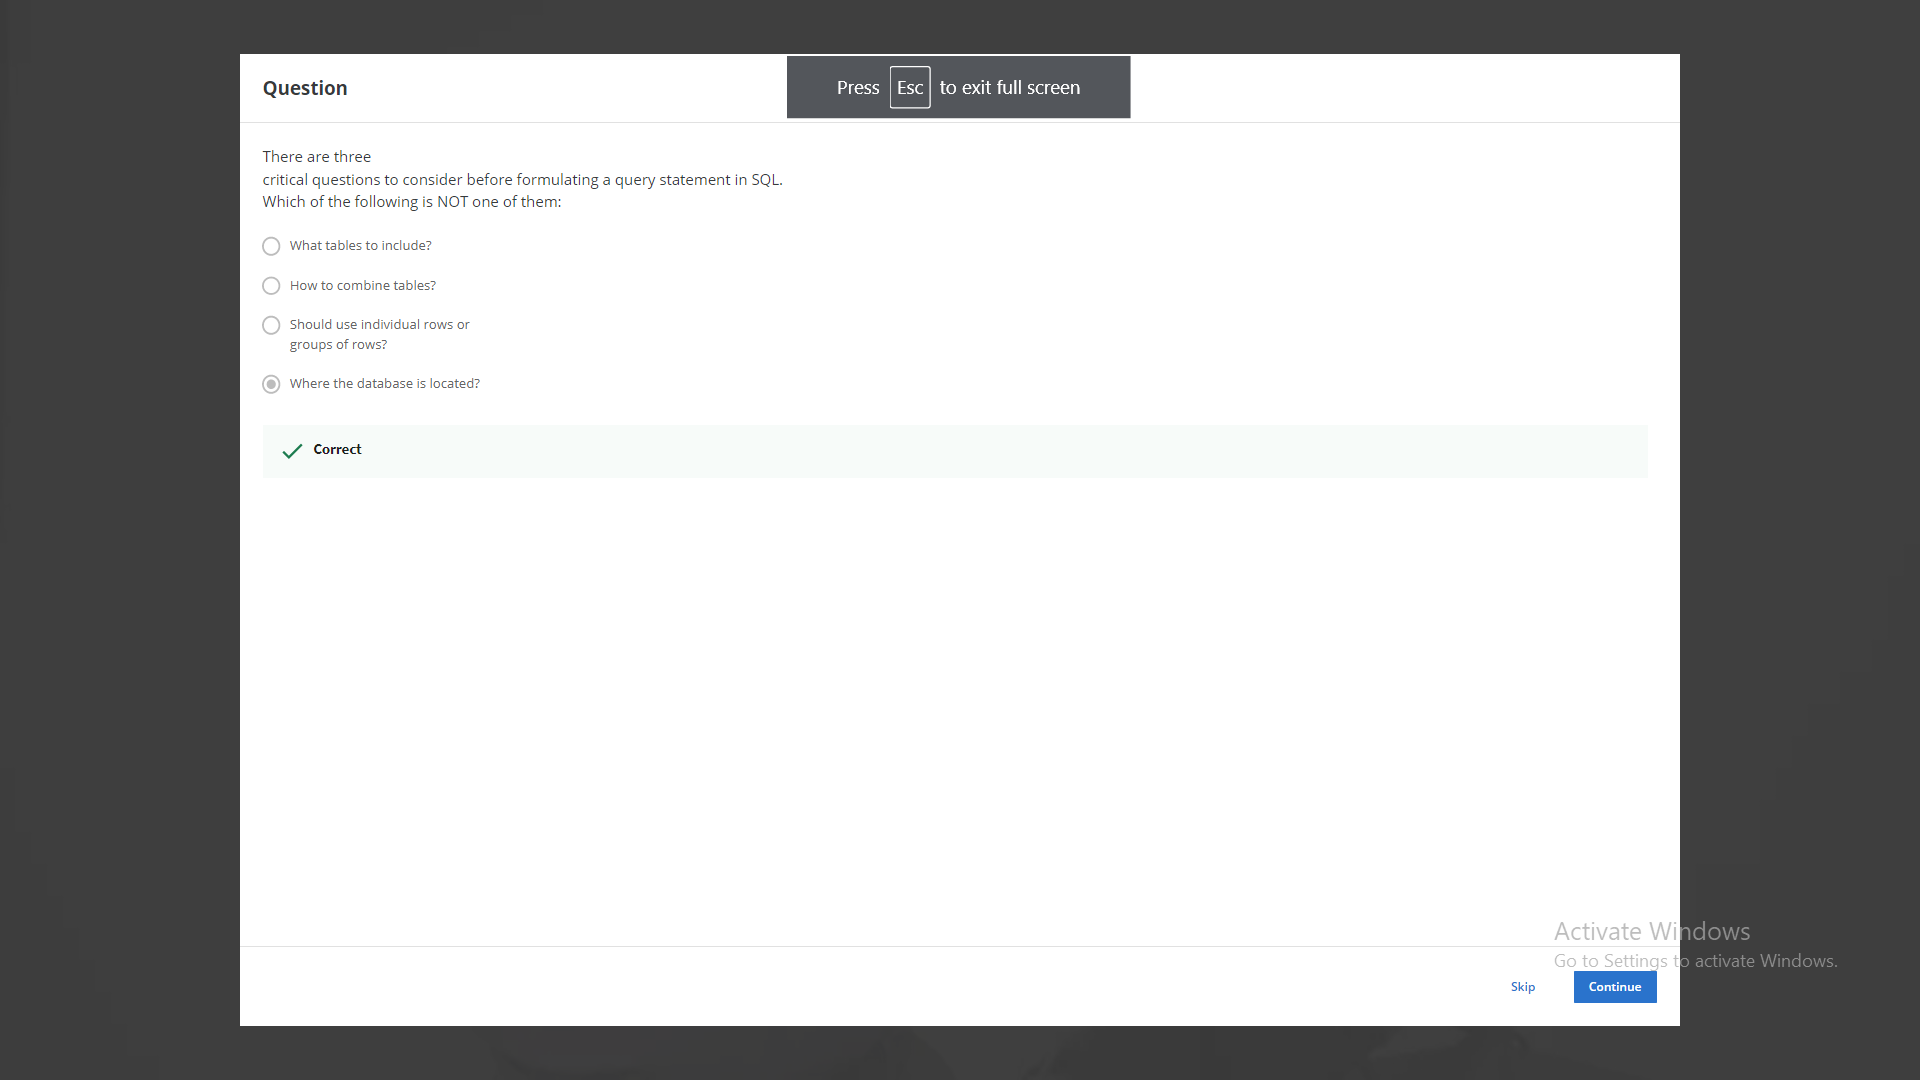 Question
Press Esc to exit full screen
There are three
critical questions to consider before formulating a query statement in SQL.
Which of the following is NOT one of them:
What tables to include?
How to combine tables?
Should use individual rows or
groups of rows?
Where the database is located?
Correct
Activate Windows
Go to Settings to activate Windows.
Skip
Continue